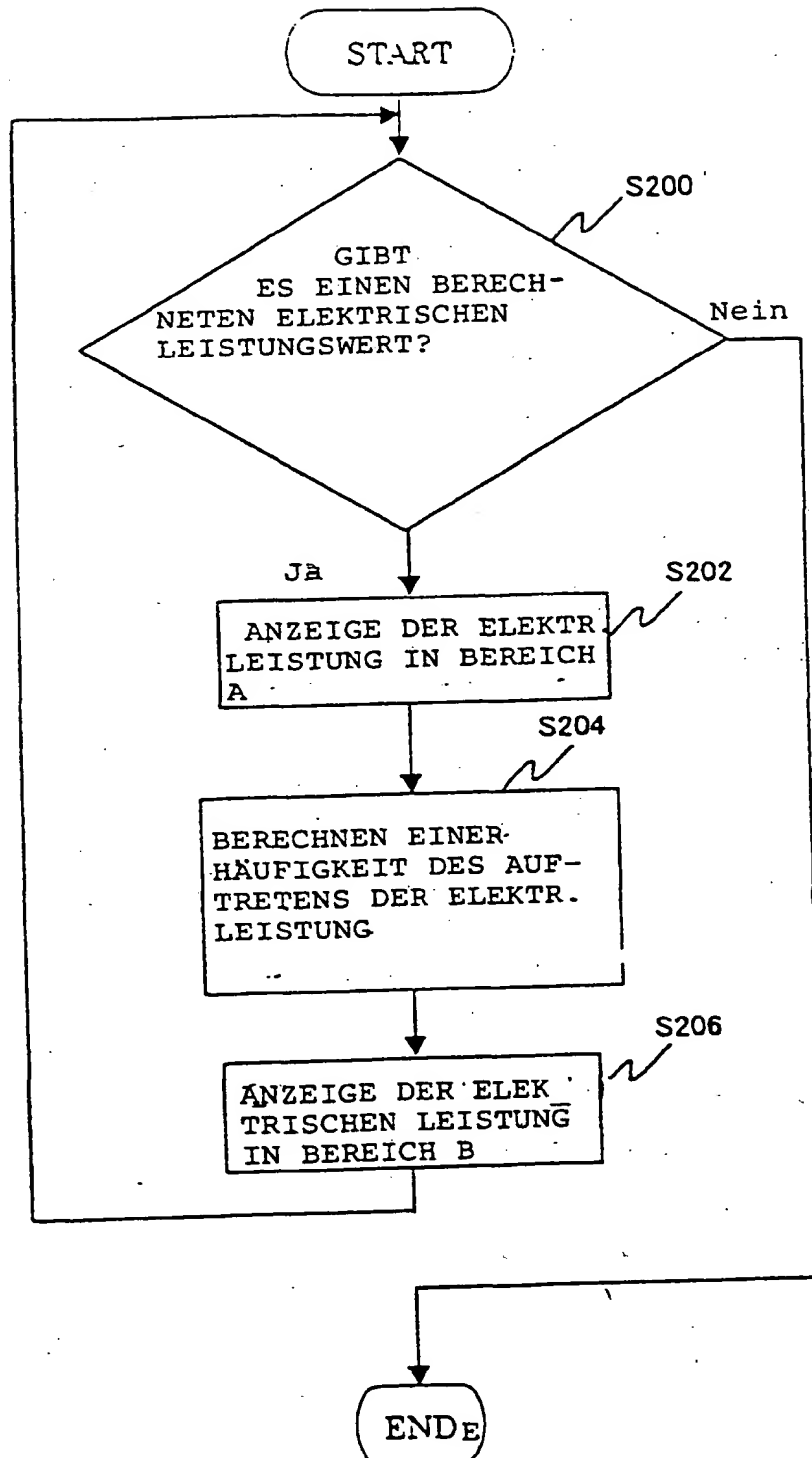 START
S200
GIBT
ES EINEN BERECH-
NETEN ELEKTRISCHEN
LEISTUNGSWERT?
Nein
Ja
S202
ANZEIGE DER ELEKTR
LEISTUNG IN BEREICH
A
S204
BERECHNEN EINER
HÄUFIGKEIT DES AUF-
TRETENS DER ELEKTR.
LEISTUNG
S206
ANZEIGE DER ELEK_
TRISCHEN LEISTUNG
IN BEREICH B
ENDE